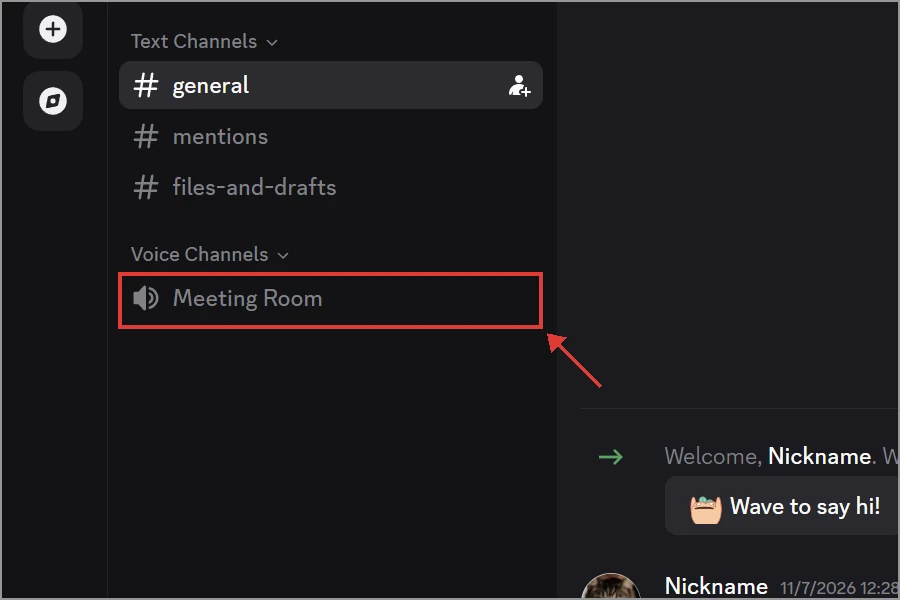 Text Channels
general
mentions
files-and-drafts
Voice Channels
Meeting Room
Welcome, Nickname.
Wave to say hi!
Nickname 11/7/2026 12:28